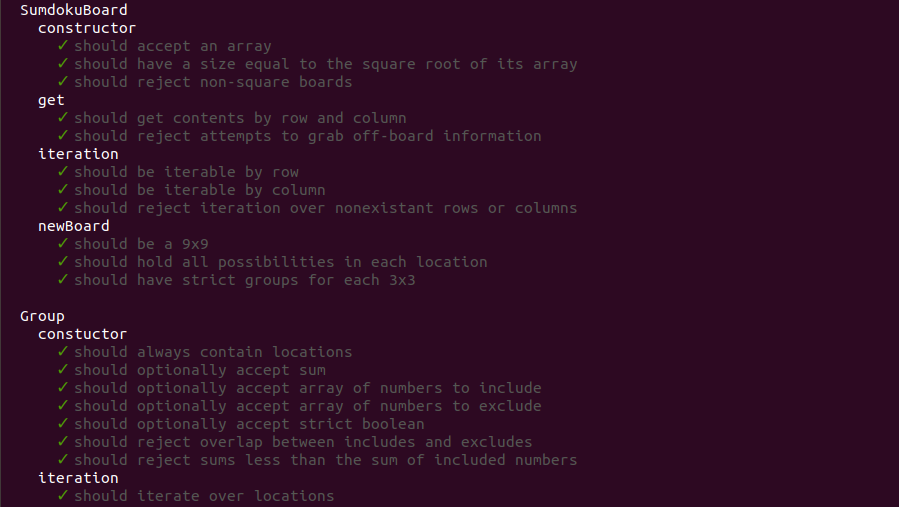 SumdokuBoard
constructor
✓ should accept an array
✓ should have a size equal to the square root of its array
✓ should reject non-square boards
get
✓ should get contents by row and column
✓ should reject attempts to grab off-board information
iteration
✓ should be iterable by row
✓ should be iterable by column
✓ should reject iteration over nonexistant rows or columns
newBoard
✓ should be a 9x9
✓ should hold all possibilities in each location
✓ should have strict groups for each 3x3
Group
constuctor
✓ should always contain locations
✓ should optionally accept sum
✓ should optionally accept array of numbers to include
✓ should optionally accept array of numbers to exclude
✓ should optionally accept strict boolean
✓ should reject overlap between includes and excludes
✓ should reject sums less than the sum of included numbers
iteration
✓ should iterate over locations